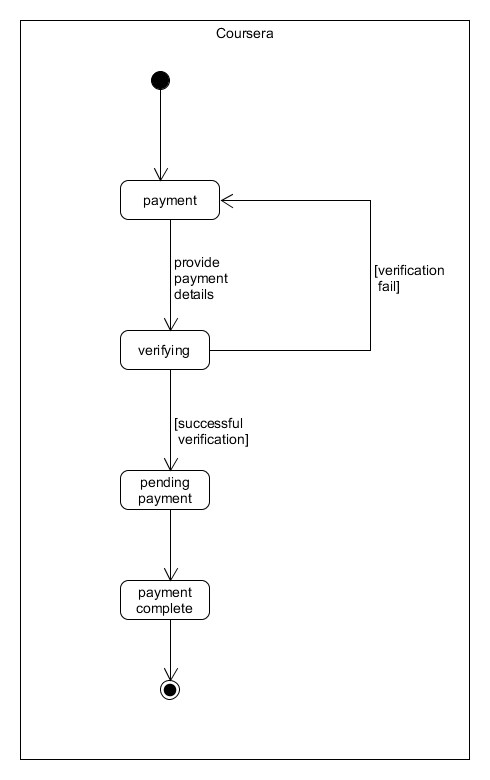 Coursera
payment
provide
payment
details
[verification
fail]
verifying
[successful
verification]
pending
payment
payment
complete